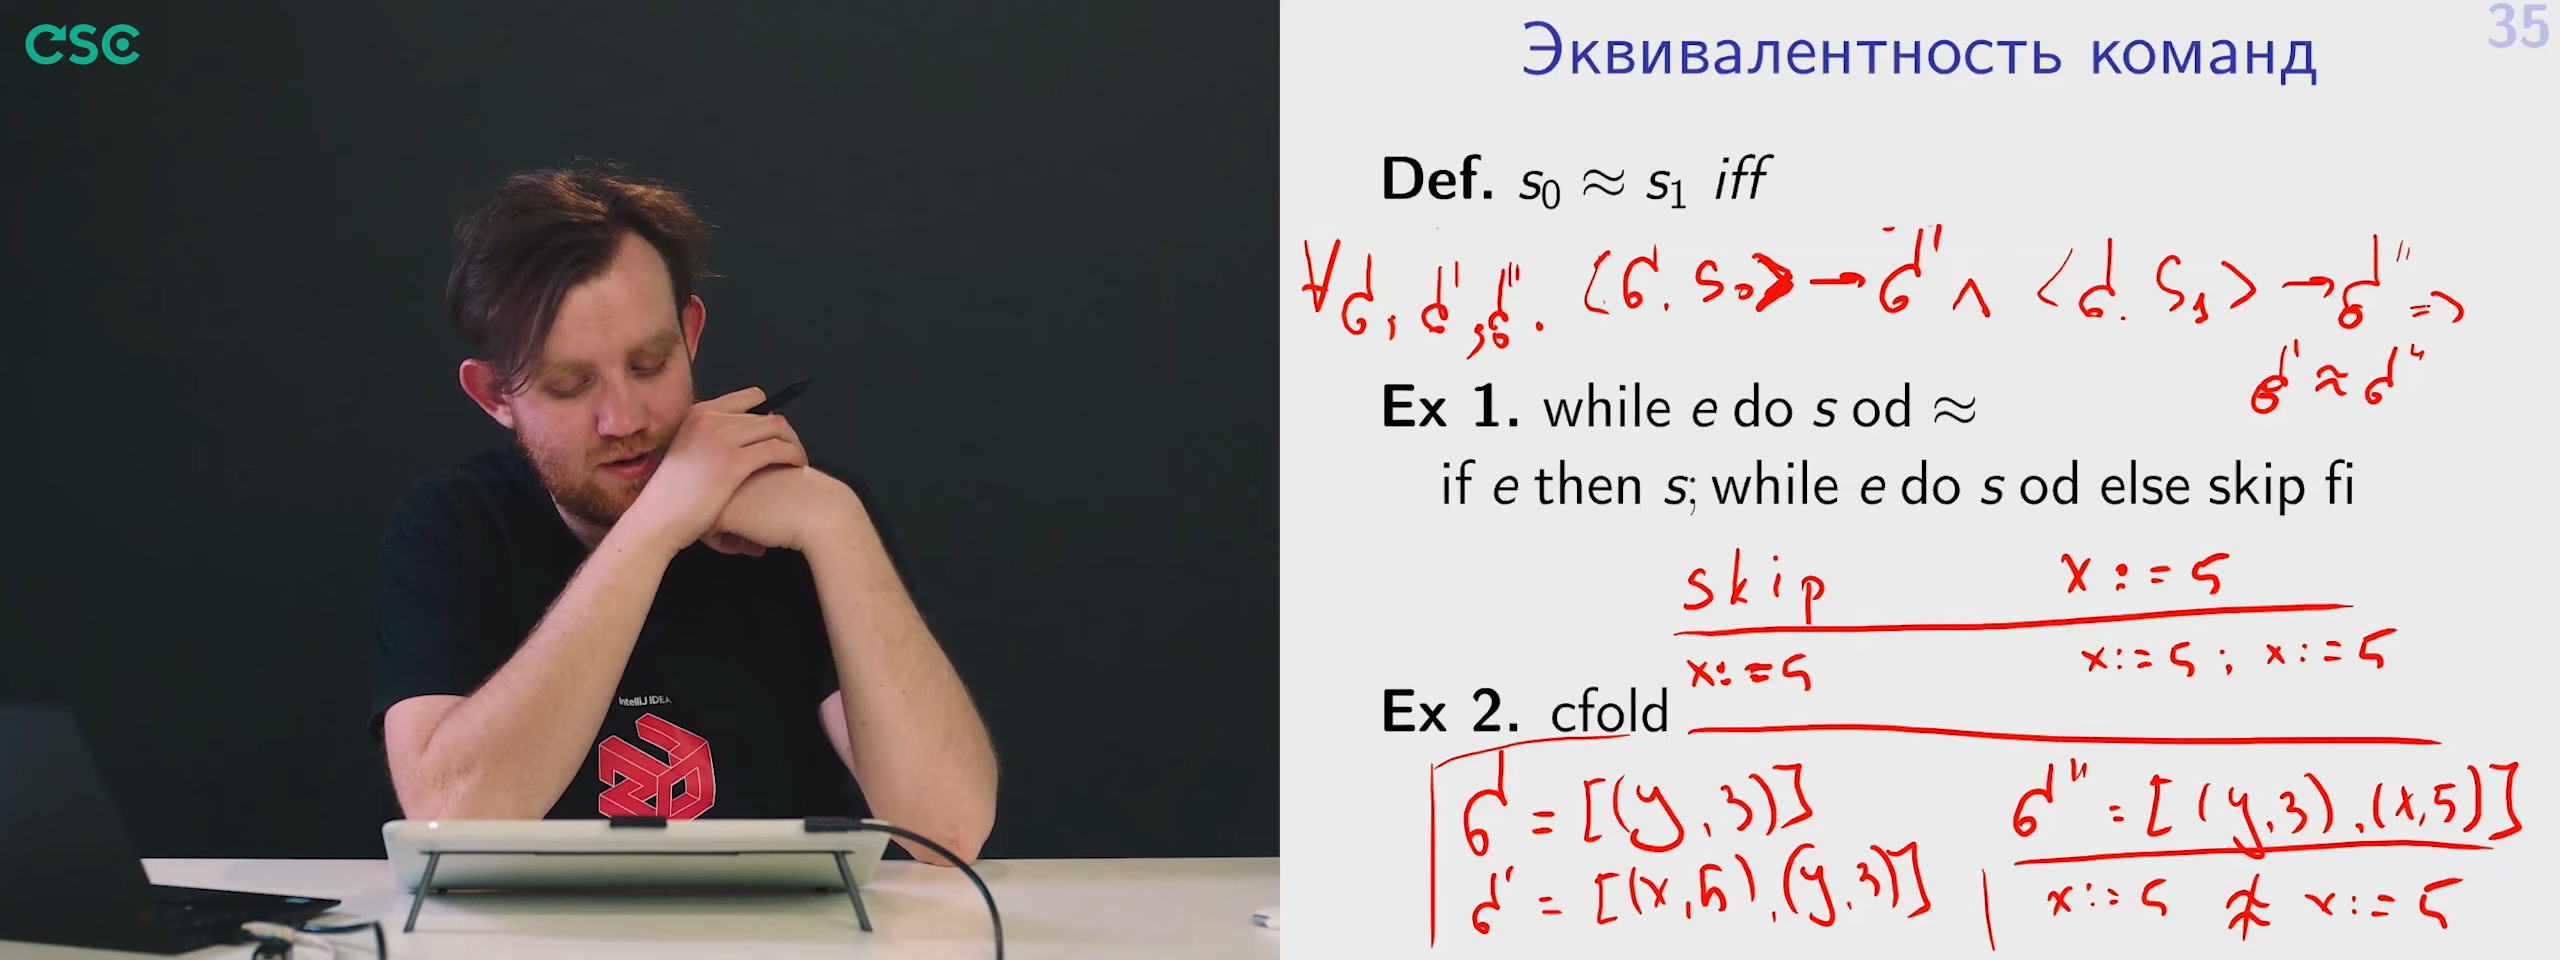 CSC
35
Эквивалентность команд
Def. s₀ ≈ s₁ iff
∀σ, σ', σ''. ⟨σ. S₀⟩ → σ' ∧ ⟨σ. S₁⟩ → σ'' =>
σ' ≈ σ''
Ex 1. while e do s od ≈
if e then s; while e do s od else skip fi
skip x := 5
x := 5 x := 5 ; x := 5
Ex 2. cfold
σ = [(y, 3)] σ'' = [(y, 3), (x, 5)]
σ' = [(x, 5), (y, 3)] x := 5 ≉ x := 5
IntelliJ IDEA